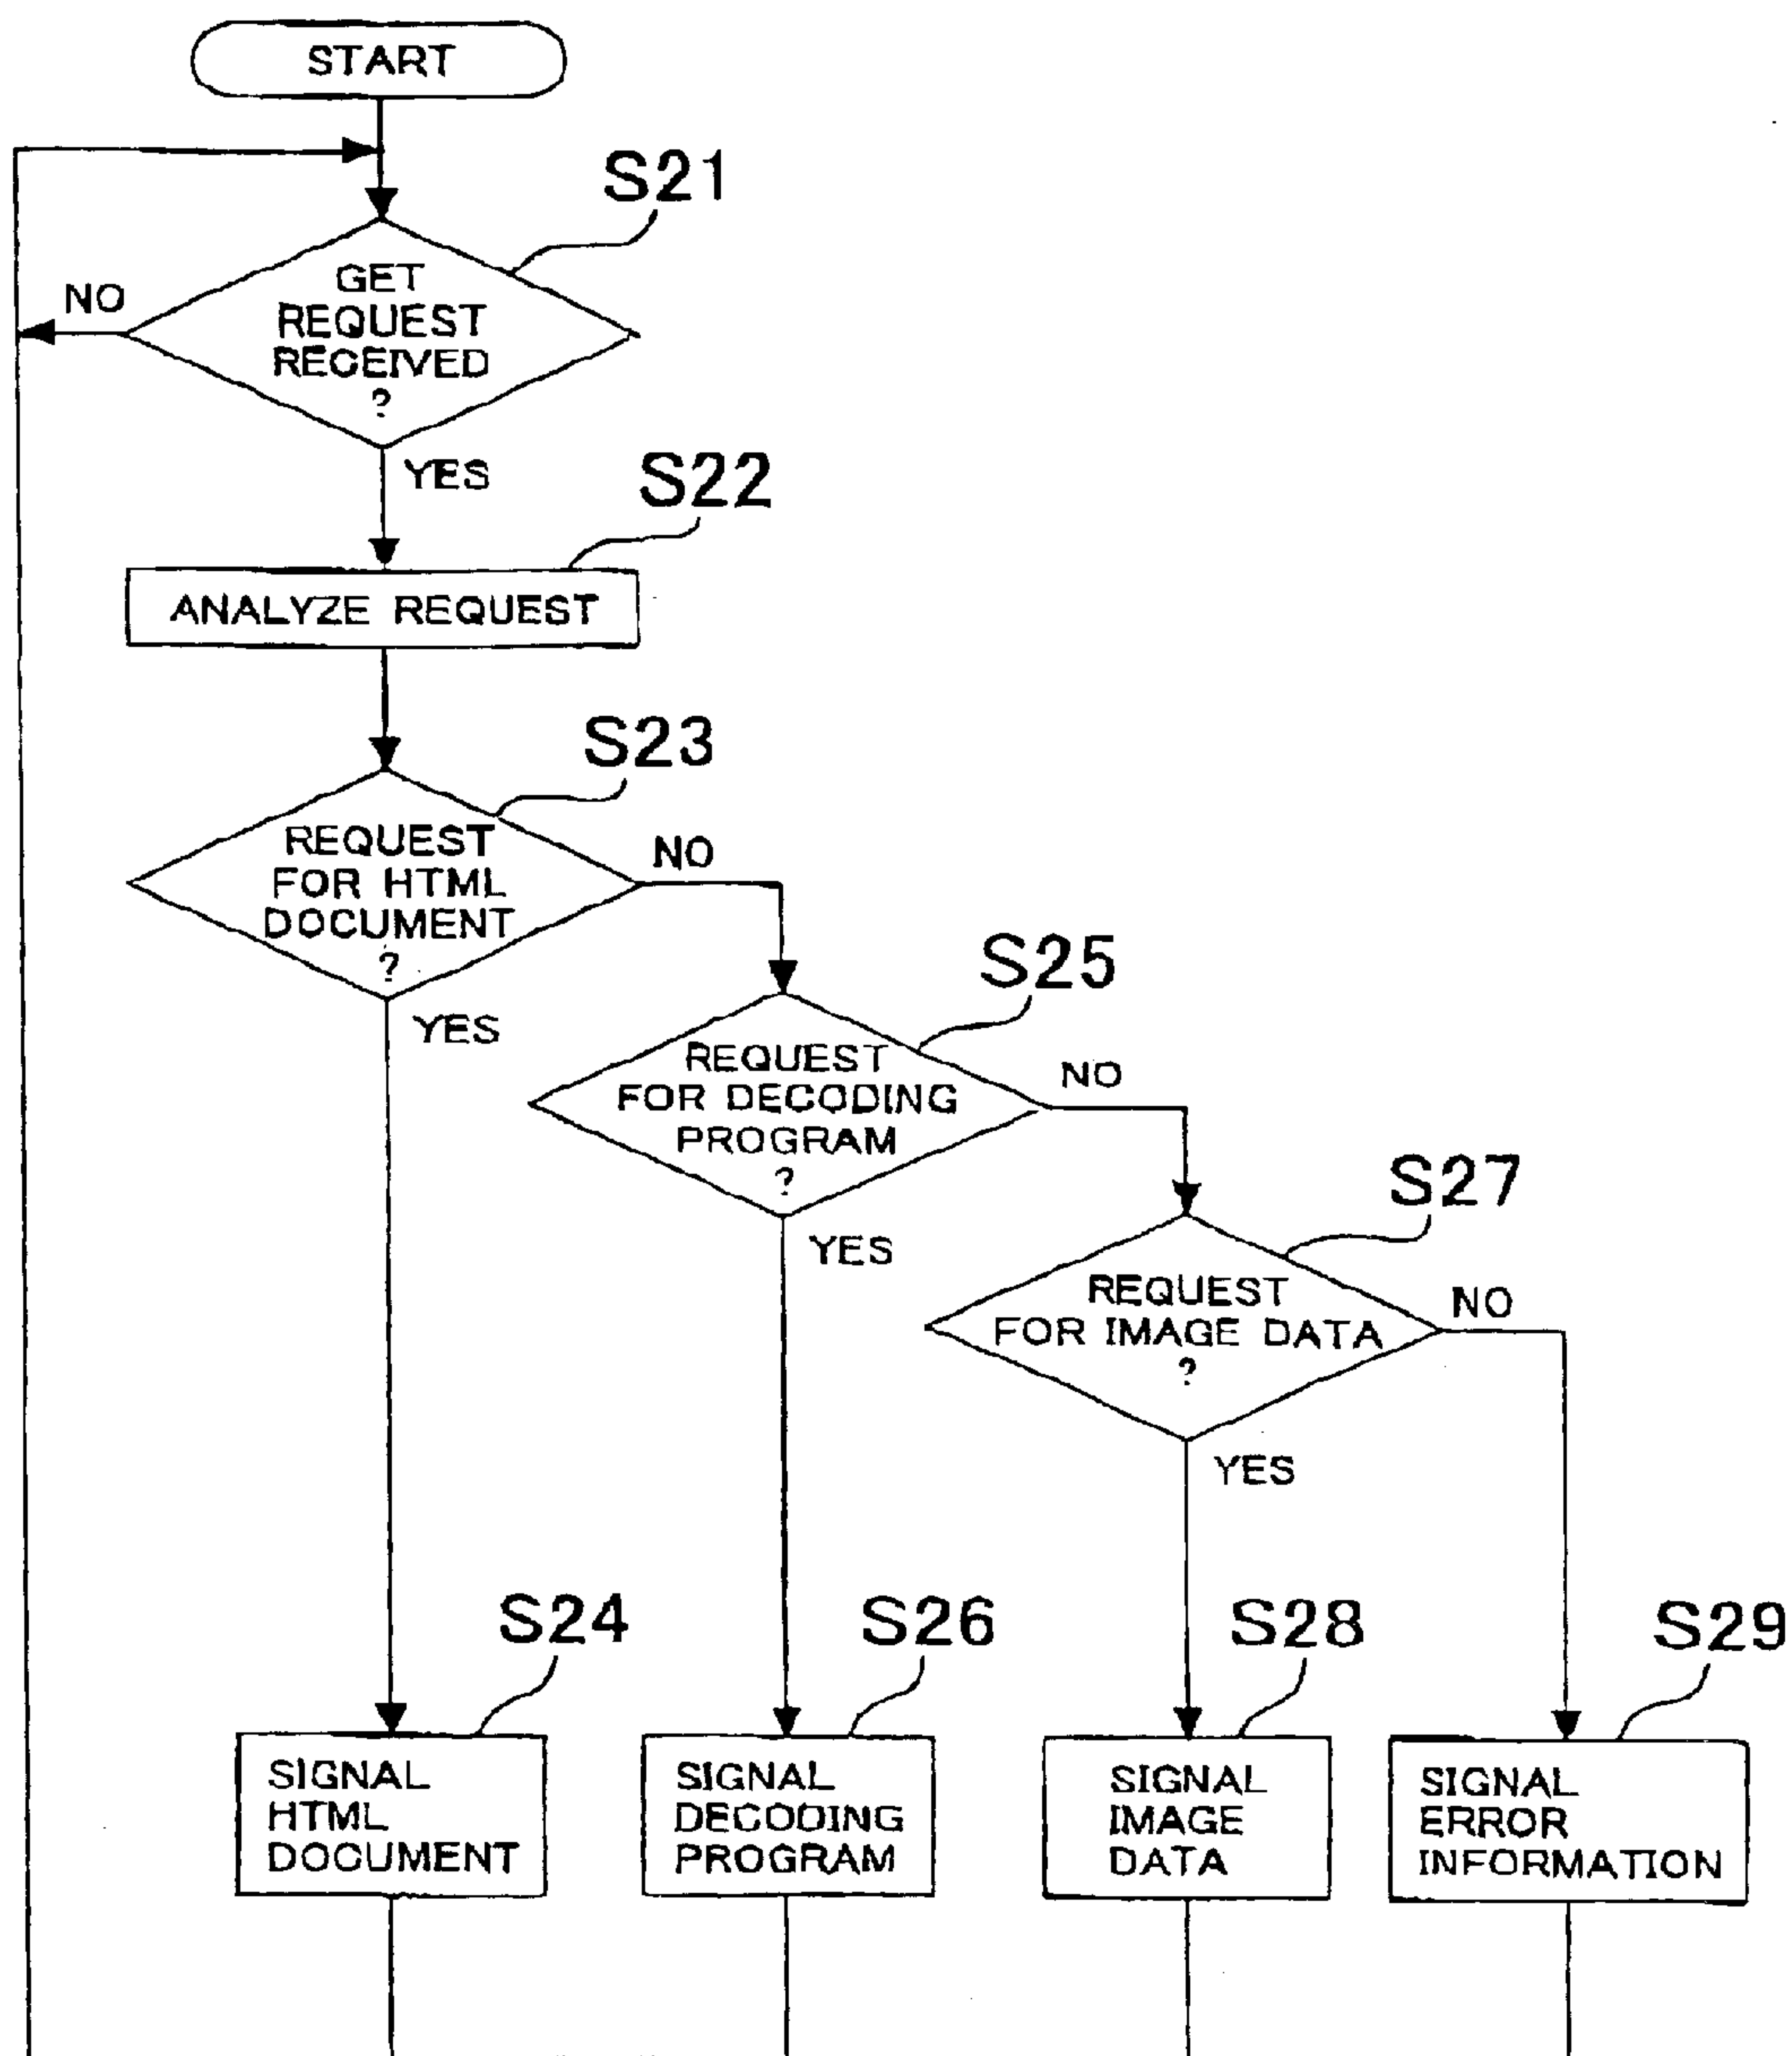 START
S21
GET
REQUEST
RECEIVED
?
NO
YES
S22
ANALYZE REQUEST
S23
REQUEST
FOR HTML
DOCUMENT
?
NO
YES
S25
REQUEST
FOR DECODING
PROGRAM
?
NO
YES
S27
REQUEST
FOR IMAGE DATA
?
NO
YES
S24
SIGNAL
HTML
DOCUMENT
S26
SIGNAL
DECODING
PROGRAM
S28
SIGNAL
IMAGE
DATA
S29
SIGNAL
ERROR
INFORMATION